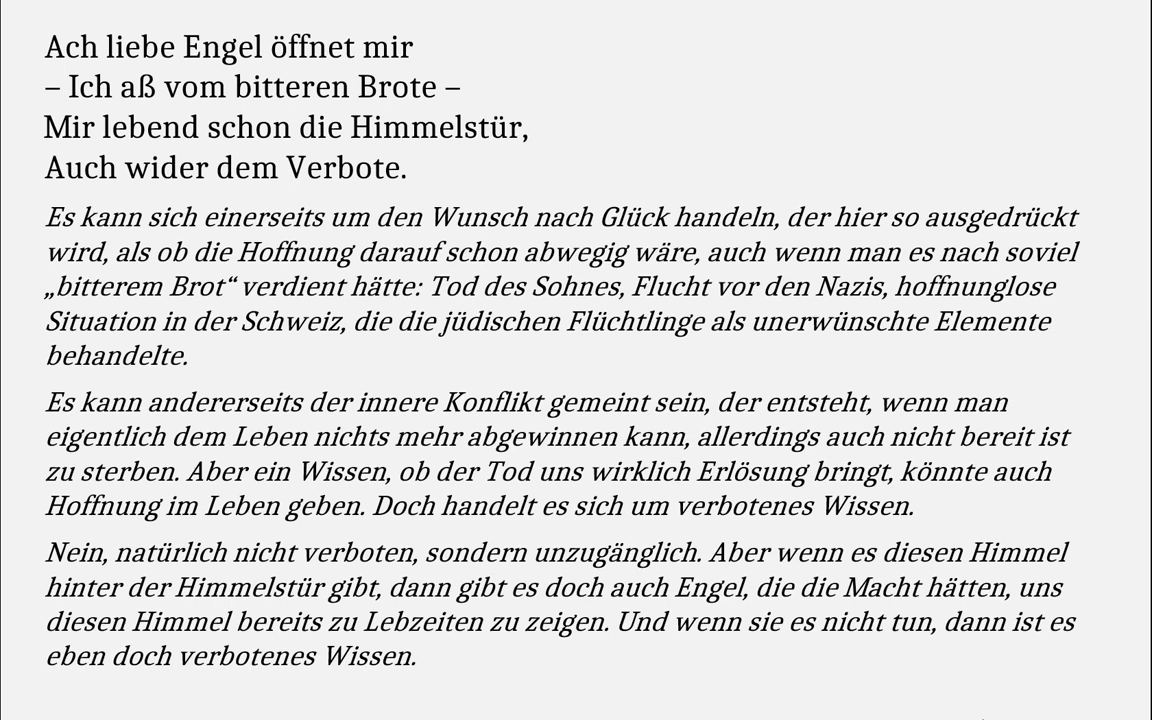 Ach liebe Engel öffnet mir
– Ich aß vom bitteren Brote –
Mir lebend schon die Himmelstür,
Auch wider dem Verbote.
Es kann sich einerseits um den Wunsch nach Glück handeln, der hier so ausgedrückt
wird, als ob die Hoffnung darauf schon abwegig wäre, auch wenn man es nach soviel
„bitterem Brot“ verdient hätte: Tod des Sohnes, Flucht vor den Nazis, hoffnunglose
Situation in der Schweiz, die die jüdischen Flüchtlinge als unerwünschte Elemente
behandelte.
Es kann andererseits der innere Konflikt gemeint sein, der entsteht, wenn man
eigentlich dem Leben nichts mehr abgewinnen kann, allerdings auch nicht bereit ist
zu sterben. Aber ein Wissen, ob der Tod uns wirklich Erlösung bringt, könnte auch
Hoffnung im Leben geben. Doch handelt es sich um verbotenes Wissen.
Nein, natürlich nicht verboten, sondern unzugänglich. Aber wenn es diesen Himmel
hinter der Himmelstür gibt, dann gibt es doch auch Engel, die die Macht hätten, uns
diesen Himmel bereits zu Lebzeiten zu zeigen. Und wenn sie es nicht tun, dann ist es
eben doch verbotenes Wissen.